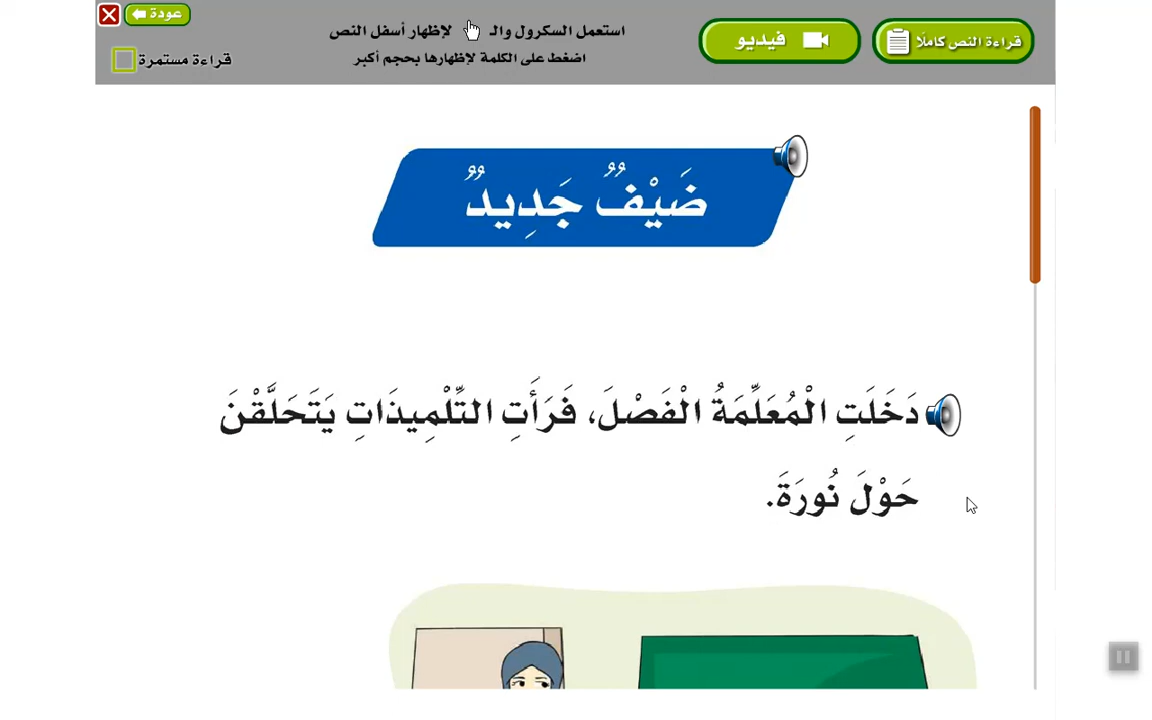 عودة
قراءة مستمرة
استعمل السكرول والـ لإظهار أسفل النص
اضغط على الكلمة لإظهارها بحجم أكبر
فيديو
قراءة النص كاملًا
ضَيْفٌ جَدِيدٌ
دَخَلَتِ الْمُعَلِّمَةُ الْفَصْلَ، فَرَأَتِ التِّلْمِيذَاتِ يَتَحَلَّقْنَ
حَوْلَ نُورَةَ.